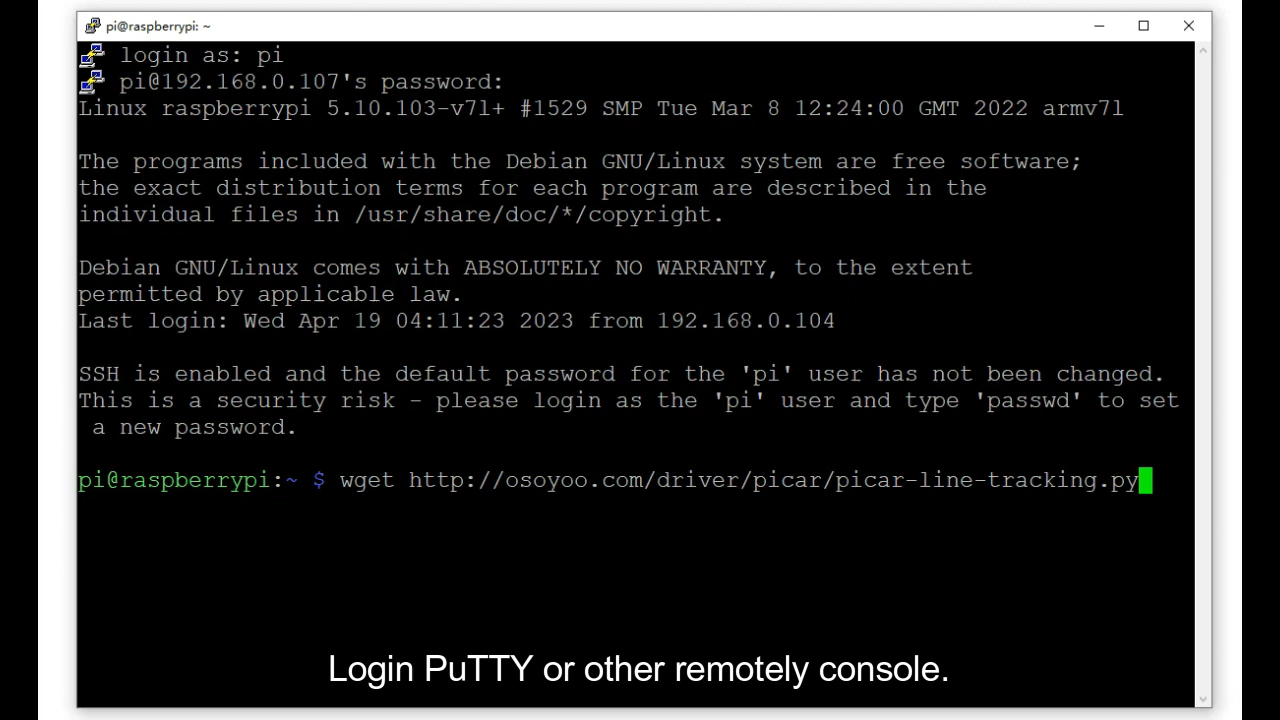 pi@raspberrypi: ~
login as: pi
pi@192.168.0.107's password:
Linux raspberrypi 5.10.103-v7l+ #1529 SMP Tue Mar 8 12:24:00 GMT 2022 armv7l
The programs included with the Debian GNU/Linux system are free software;
the exact distribution terms for each program are described in the
individual files in /usr/share/doc/*/copyright.
Debian GNU/Linux comes with ABSOLUTELY NO WARRANTY, to the extent
permitted by applicable law.
Last login: Wed Apr 19 04:11:23 2023 from 192.168.0.104
SSH is enabled and the default password for the 'pi' user has not been changed.
This is a security risk - please login as the 'pi' user and type 'passwd' to set
a new password.
pi@raspberrypi:~ $ wget http://osoyoo.com/driver/picar/picar-line-tracking.py
Login PuTTY or other remotely console.